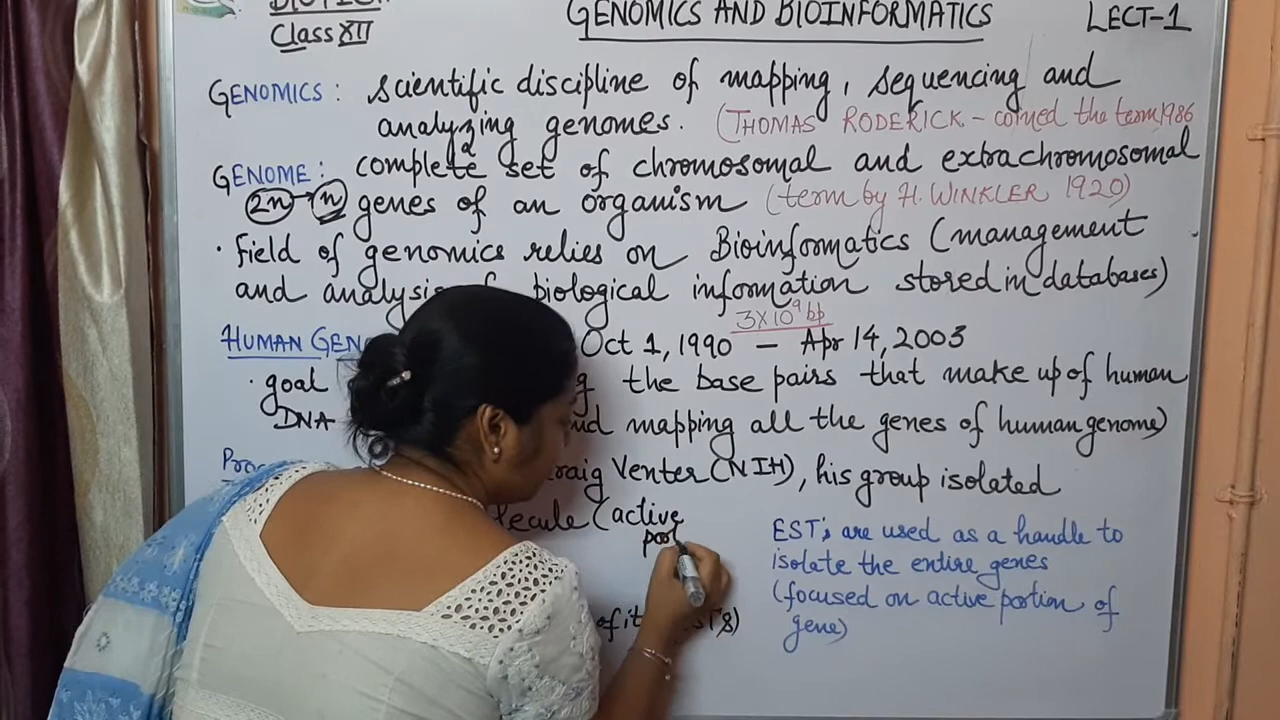 Class XII
GENOMICS AND BIOINFORMATICS
LECT-1
GENOMICS: scientific discipline of mapping, sequencing and
analyzing genomes. (THOMAS RODERICK - coined the term 1986
GENOME: complete set of chromosomal and extrachromosomal
2n → n genes of an organism (term by H. WINKLER 1920)
• Field of genomics relies on Bioinformatics (management
and analysis biological information stored in databases)
3X10⁹ bp
HUMAN Oct 1, 1990 — Apr 14, 2003
• goal the base pairs that make up of human
DNA mapping all the genes of human genome)
Venter (NIH), his group isolated
(active
EST's are used as a handle to
isolate the entire genes
(focused on active portion of
gene)